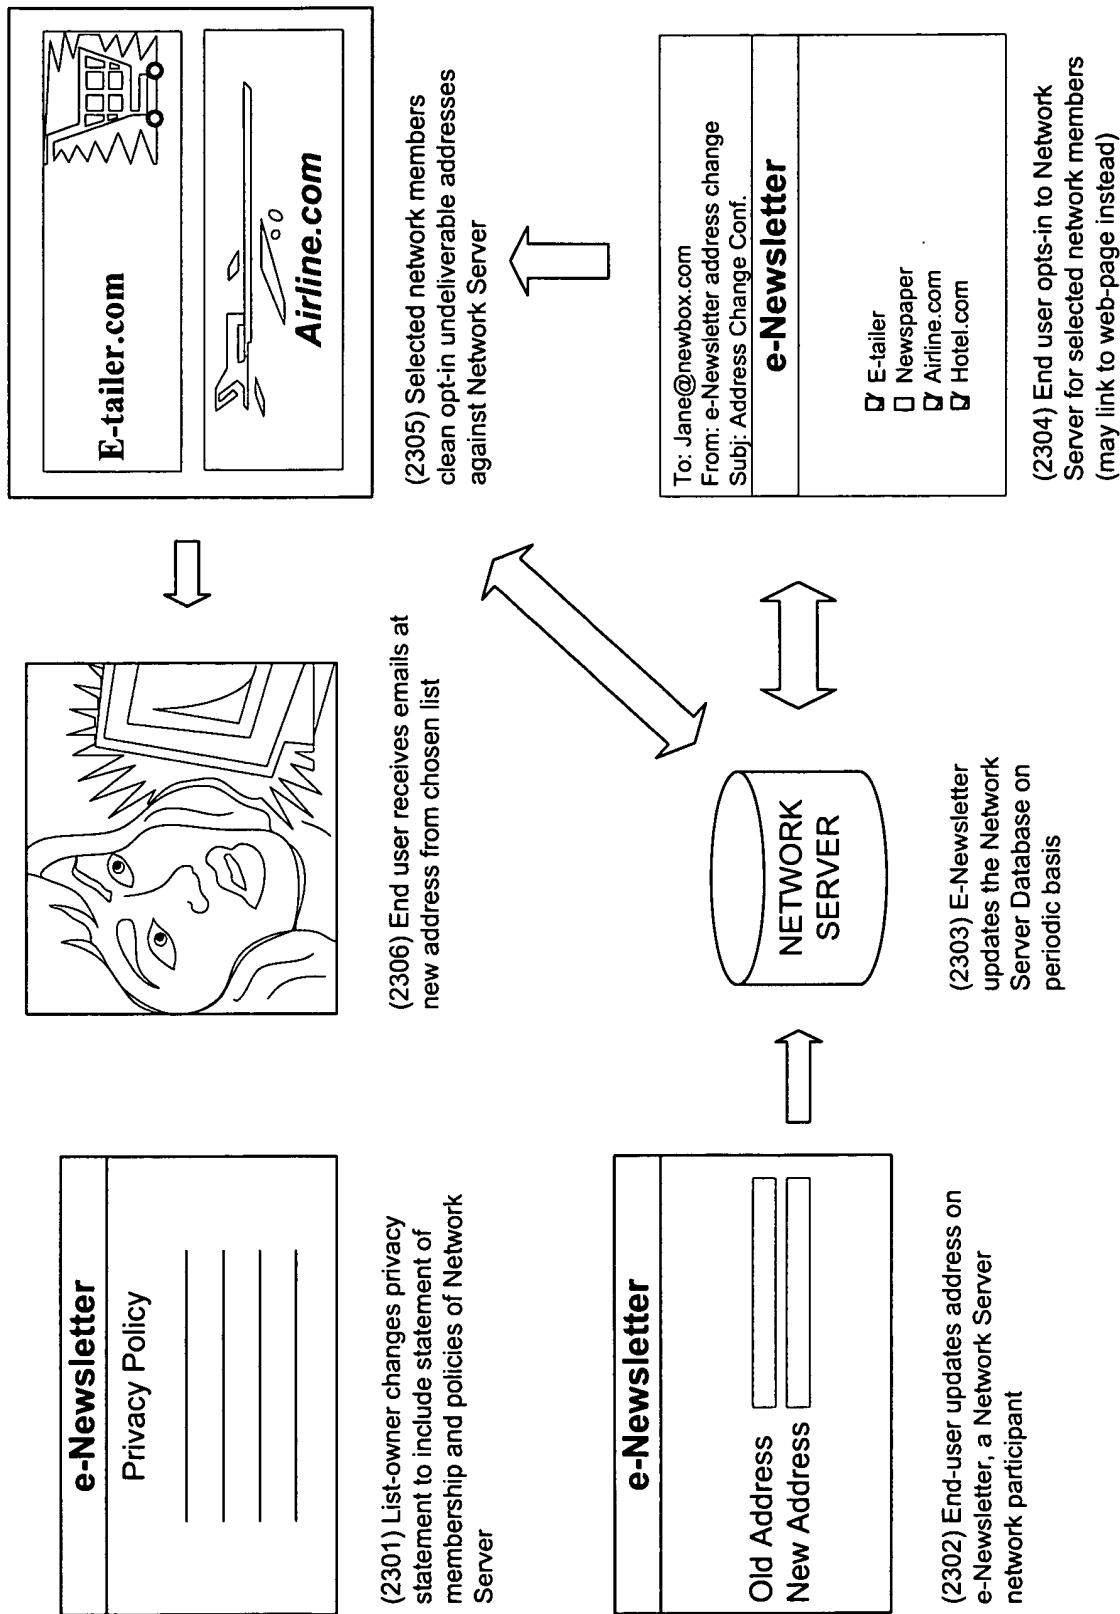 e-Newsletter
Privacy Policy
(2301) List-owner changes privacy
statement to include statement of
membership and policies of Network
Server
(2306) End user receives emails at
new address from chosen list
E-tailer.com
Airline.com
(2305) Selected network members
clean opt-in undeliverable addresses
against Network Server
e-Newsletter
Old Address
New Address
(2302) End-user updates address on
e-Newsletter, a Network Server
network participant
NETWORK
SERVER
(2303) E-Newsletter
updates the Network
Server Database on
periodic basis
To: Jane@newbox.com
From: e-Newsletter address change
Subj: Address Change Conf.
e-Newsletter
E-tailer
Newspaper
Airline.com
Hotel.com
(2304) End user opts-in to Network
Server for selected network members
(may link to web-page instead)